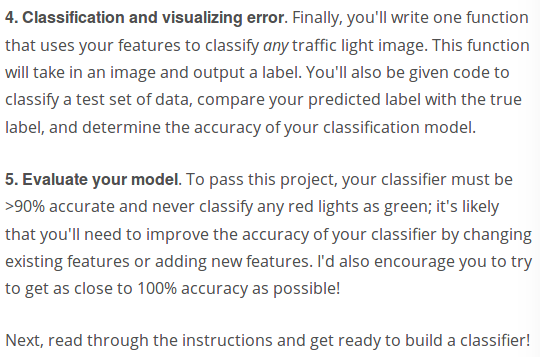 4. Classification and visualizing error. Finally, you'll write one function
that uses your features to classify any traffic light image. This function
will take in an image and output a label. You'll also be given code to
classify a test set of data, compare your predicted label with the true
label, and determine the accuracy of your classification model.
5. Evaluate your model. To pass this project, your classifier must be
>90% accurate and never classify any red lights as green; it's likely
that you'll need to improve the accuracy of your classifier by changing
existing features or adding new features. I'd also encourage you to try
to get as close to 100% accuracy as possible!
Next, read through the instructions and get ready to build a classifier!